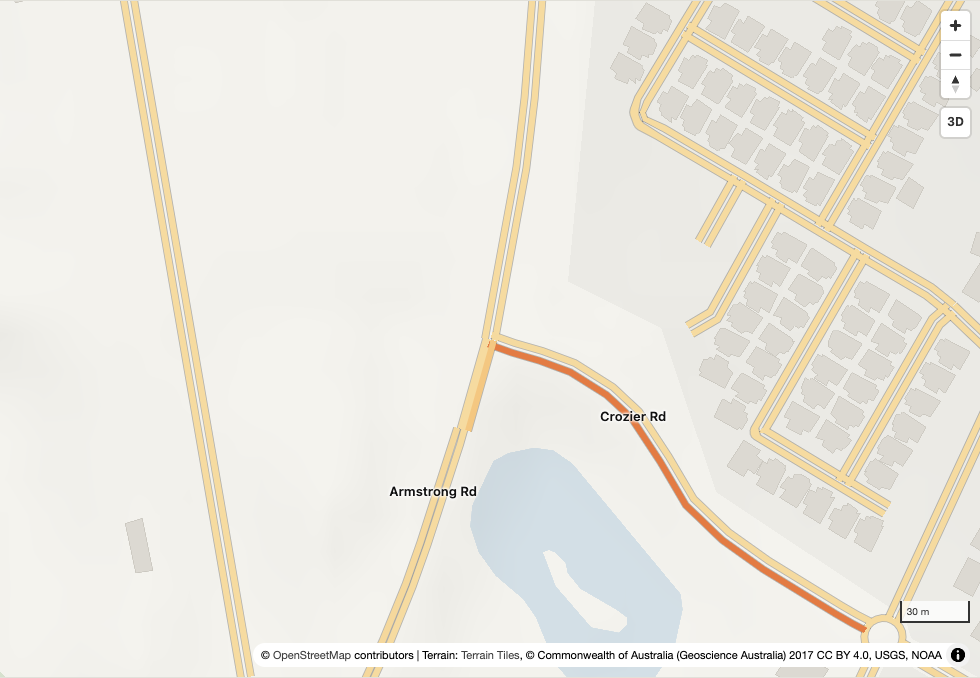 +
−
3D
Crozier Rd
Armstrong Rd
30 m
© OpenStreetMap contributors | Terrain: Terrain Tiles, © Commonwealth of Australia (Geoscience Australia) 2017 CC BY 4.0, USGS, NOAA